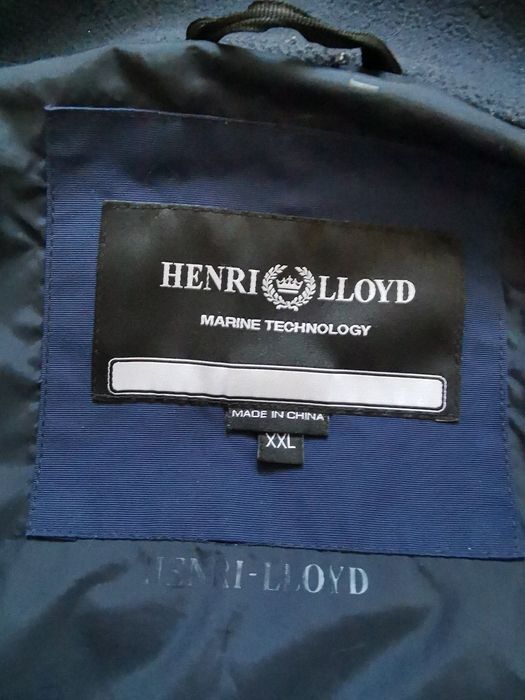 HENRI LLOYD
MARINE TECHNOLOGY
MADE IN CHINA
XXL
HENRI-LLOYD